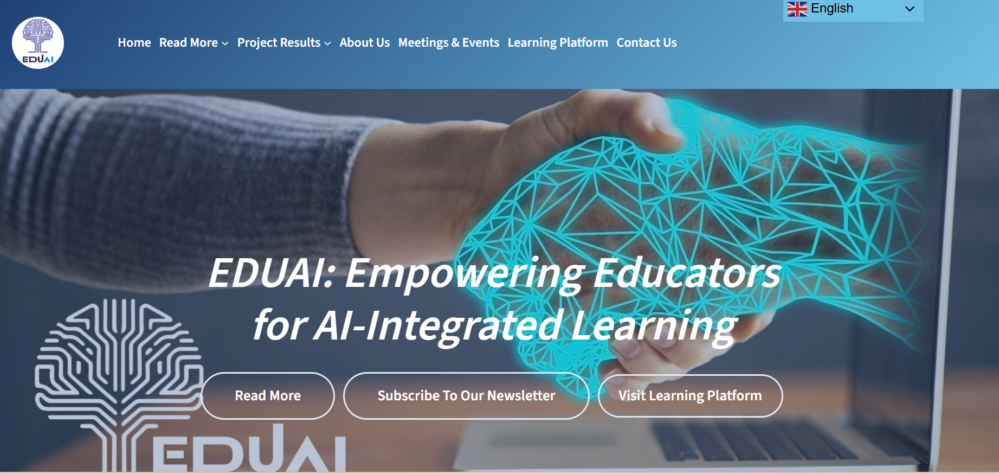 English
EDUAI
Home Read More Project Results About Us Meetings & Events Learning Platform Contact Us
EDUAI: Empowering Educators
for AI-Integrated Learning
Read More Subscribe To Our Newsletter Visit Learning Platform
EDUAI